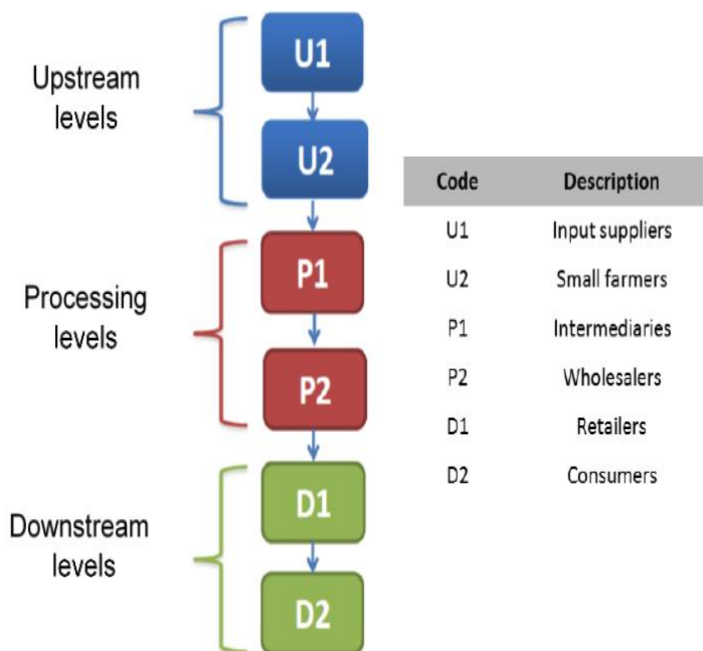 Upstream
levels
U1
U2
Processing
levels
P1
P2
Downstream
levels
D1
D2
Code Description
U1 Input suppliers
U2 Small farmers
P1 Intermediaries
P2 Wholesalers
D1 Retailers
D2 Consumers